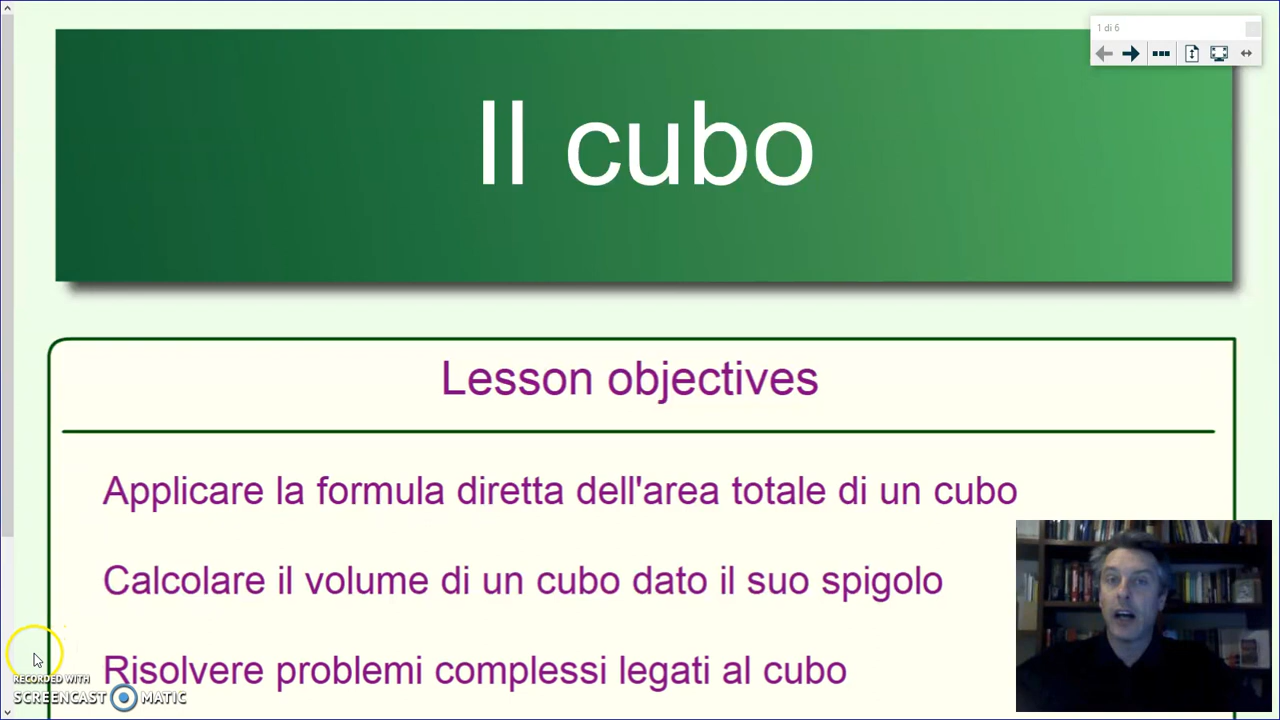 1 di 6
Il cubo
Lesson objectives
Applicare la formula diretta dell'area totale di un cubo
Calcolare il volume di un cubo dato il suo spigolo
Risolvere problemi complessi legati al cubo
RECORDED WITH
SCREENCAST MATIC